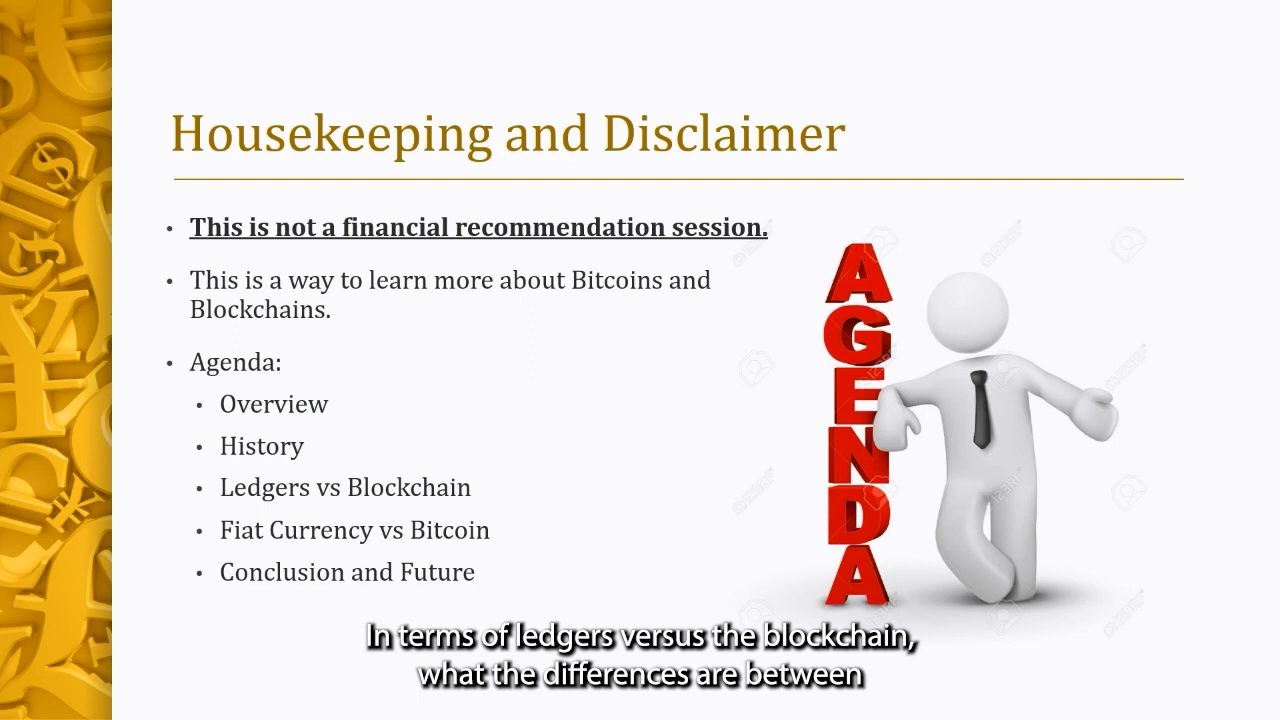 Housekeeping and Disclaimer
• This is not a financial recommendation session.
• This is a way to learn more about Bitcoins and
Blockchains.
• Agenda:
• Overview
• History
• Ledgers vs Blockchain
• Fiat Currency vs Bitcoin
• Conclusion and Future
AGENDA
In terms of ledgers versus the blockchain,
what the differences are between